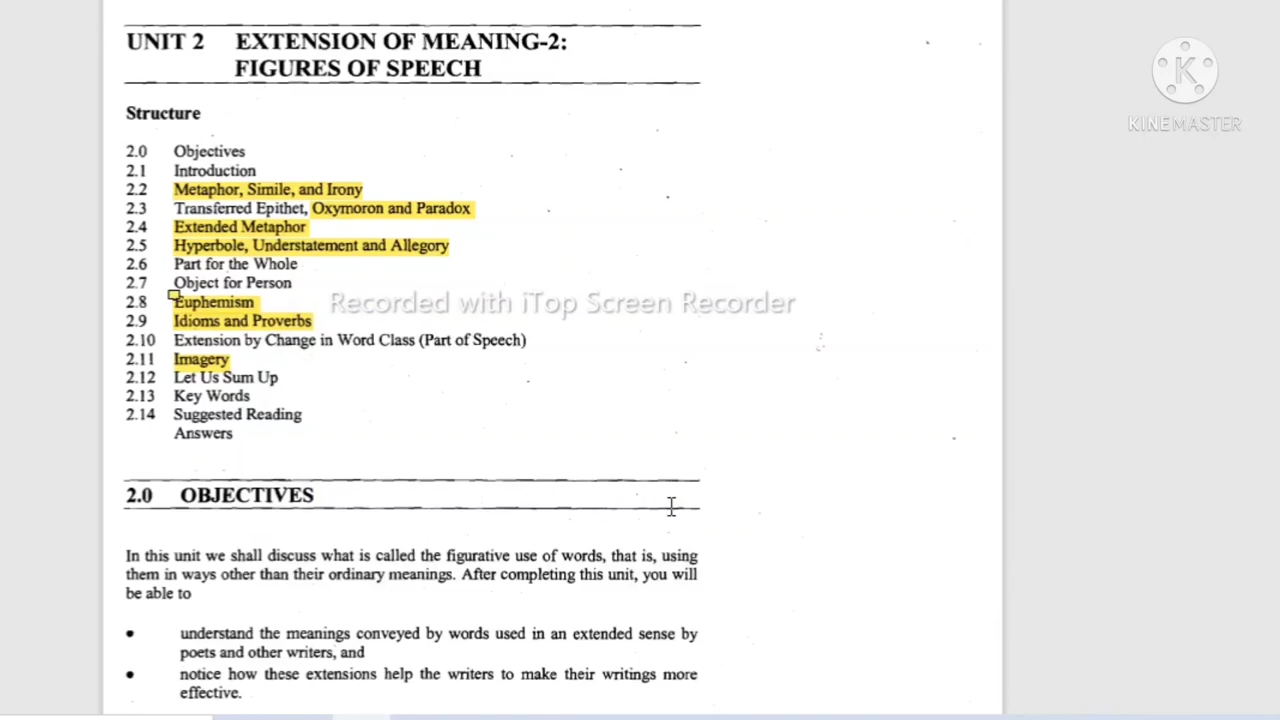 UNIT 2 EXTENSION OF MEANING-2:
FIGURES OF SPEECH
K
KINEMASTER
Structure
2.0 Objectives
2.1 Introduction
2.2 Metaphor, Simile, and Irony
2.3 Transferred Epithet, Oxymoron and Paradox
2.4 Extended Metaphor
2.5 Hyperbole, Understatement and Allegory
2.6 Part for the Whole
2.7 Object for Person
2.8 Euphemism
Recorded with iTop Screen Recorder
2.9 Idioms and Proverbs
2.10 Extension by Change in Word Class (Part of Speech)
2.11 Imagery
2.12 Let Us Sum Up
2.13 Key Words
2.14 Suggested Reading
Answers
2.0 OBJECTIVES
In this unit we shall discuss what is called the figurative use of words, that is, using
them in ways other than their ordinary meanings. After completing this unit, you will
be able to
• understand the meanings conveyed by words used in an extended sense by
poets and other writers, and
• notice how these extensions help the writers to make their writings more
effective.